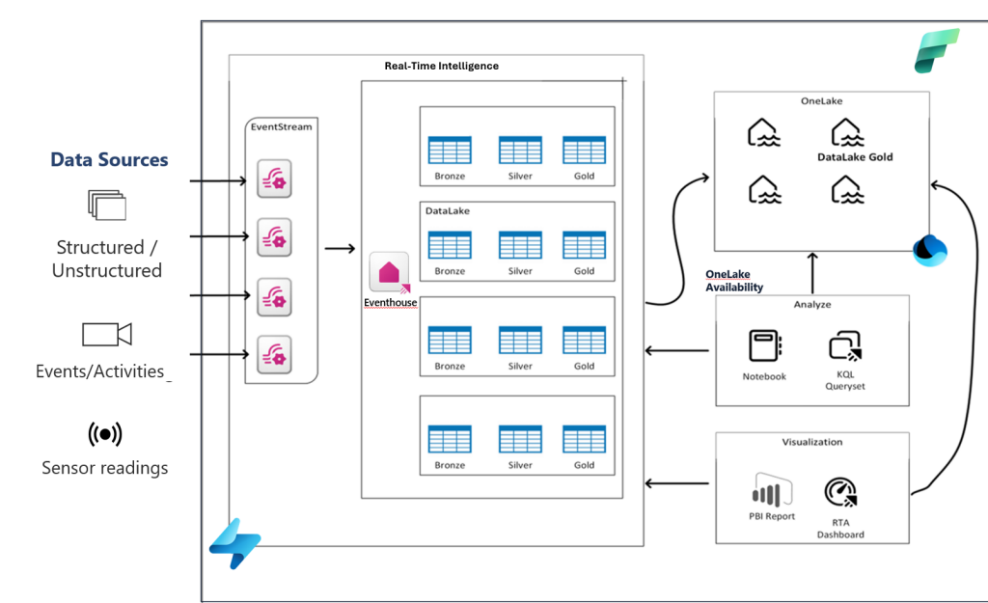 Real-Time Intelligence
EventStream
Data Sources
Structured /
Unstructured
Events/Activities_
Sensor readings
Eventhouse
Bronze Silver Gold
DataLake
Bronze Silver Gold
Bronze Silver Gold
Bronze Silver Gold
OneLake
DataLake Gold
OneLake
Availability
Analyze
Notebook
KQL
Queryset
Visualization
PBI Report
RTA
Dashboard